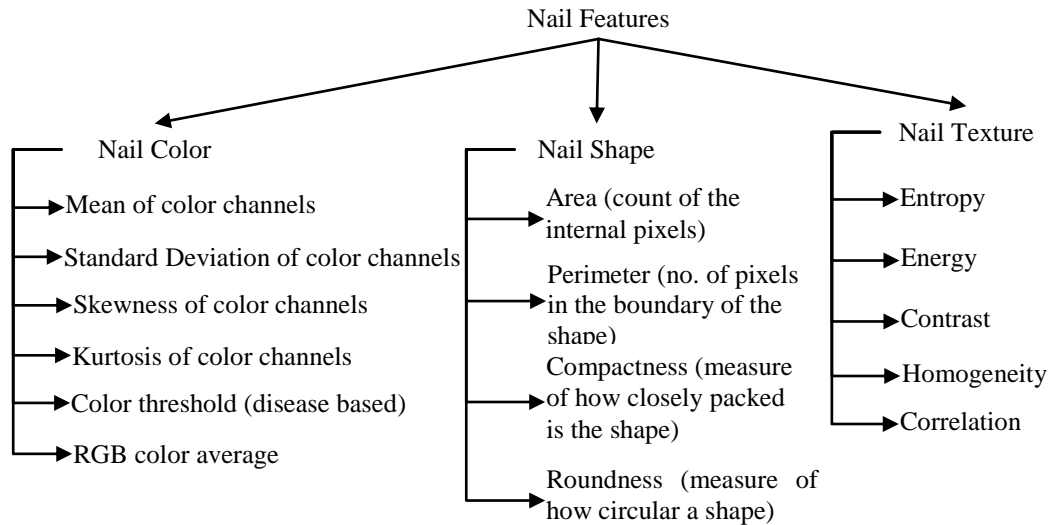 Nail Features
Nail Color
Mean of color channels
Standard Deviation of color channels
Skewness of color channels
Kurtosis of color channels
Color threshold (disease based)
RGB color average
Nail Shape
Area (count of the
internal pixels)
Perimeter (no. of pixels
in the boundary of the
shape)
Compactness (measure
of how closely packed
is the shape)
Roundness (measure of
how circular a shape)
Nail Texture
Entropy
Energy
Contrast
Homogeneity
Correlation